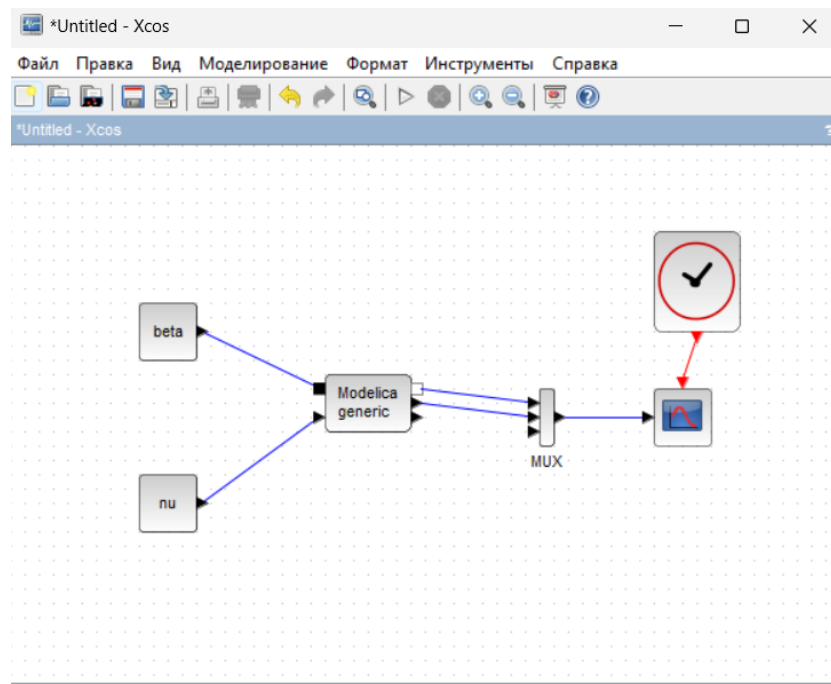 *Untitled - Xcos
Файл Правка Вид Моделирование Формат Инструменты Справка
*Untitled - Xcos
?
beta
Modelica
generic
MUX
nu